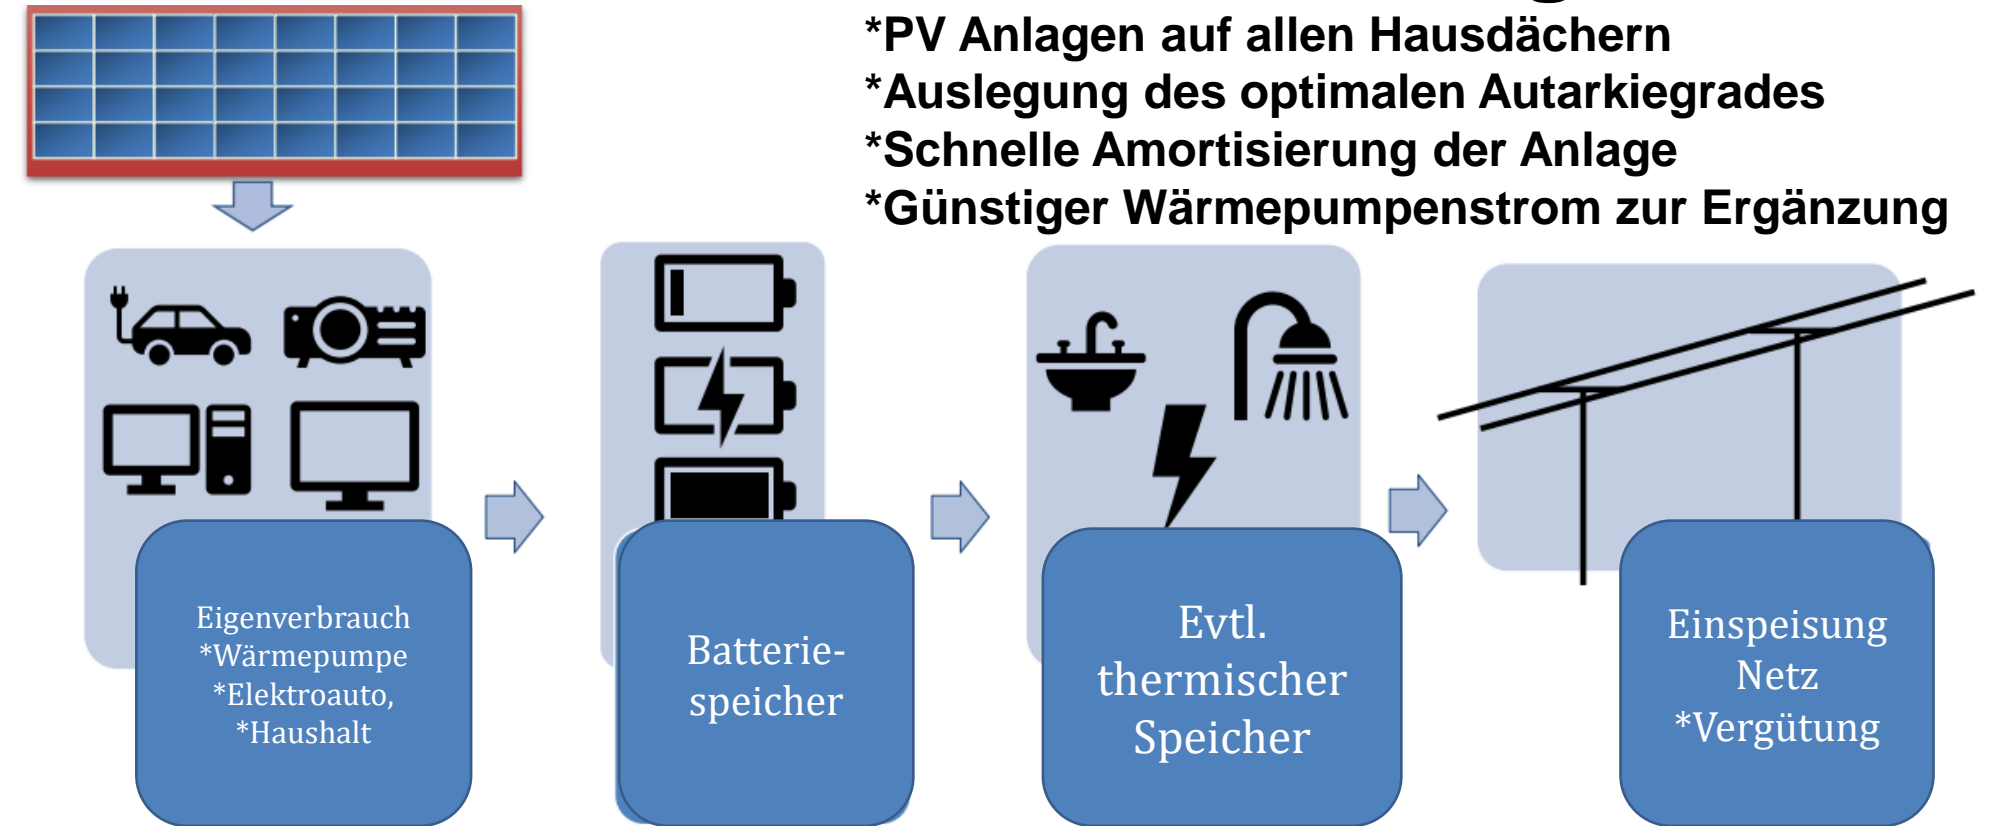 *PV Anlagen auf allen Hausdächern
*Auslegung des optimalen Autarkiegrades
*Schnelle Amortisierung der Anlage
*Günstiger Wärmepumpenstrom zur Ergänzung
Eigenverbrauch
*Wärmepumpe
*Elektroauto,
*Haushalt
Batterie-
speicher
Evtl.
thermischer
Speicher
Einspeisung
Netz
*Vergütung